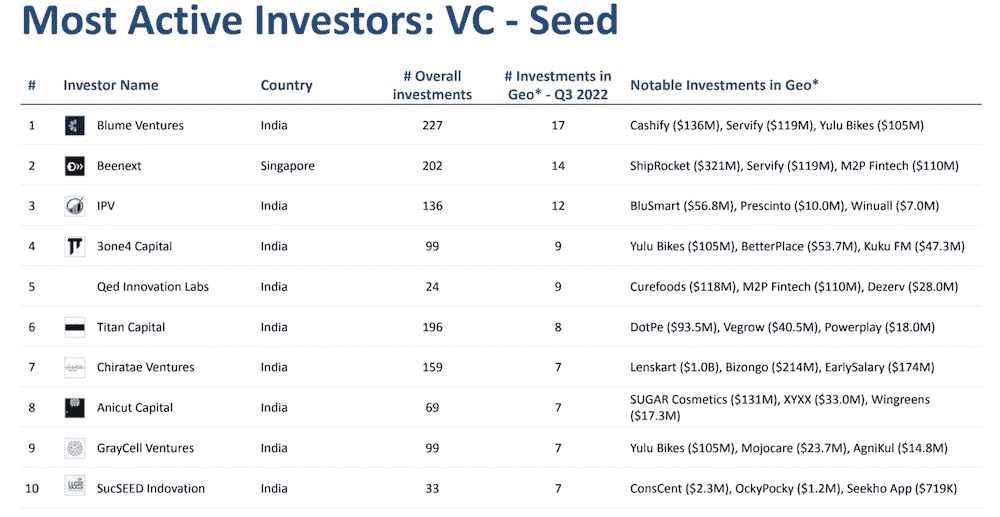 Most Active Investors: VC - Seed
# Investor Name Country # Overall investments # Investments in Geo* - Q3 2022 Notable Investments in Geo*
1 Blume Ventures India 227 17 Cashify ($136M), Servify ($119M), Yulu Bikes ($105M)
2 Beenext Singapore 202 14 ShipRocket ($321M), Servify ($119M), M2P Fintech ($110M)
3 IPV India 136 12 BluSmart ($56.8M), Prescinto ($10.0M), Winuall ($7.0M)
4 3one4 Capital India 99 9 Yulu Bikes ($105M), BetterPlace ($53.7M), Kuku FM ($47.3M)
5 Qed Innovation Labs India 24 9 Curefoods ($118M), M2P Fintech ($110M), Dezerv ($28.0M)
6 Titan Capital India 196 8 DotPe ($93.5M), Vegrow ($40.5M), Powerplay ($18.0M)
7 Chiratae Ventures India 159 7 Lenskart ($1.0B), Bizongo ($214M), EarlySalary ($174M)
8 Anicut Capital India 69 7 SUGAR Cosmetics ($131M), XYXX ($33.0M), Wingreens
($17.3M)
9 GrayCell Ventures India 99 7 Yulu Bikes ($105M), Mojocare ($23.7M), AgniKul ($14.8M)
10 SucSEED Indovation India 33 7 ConsCent ($2.3M), OckyPocky ($1.2M), Seekho App ($719K)